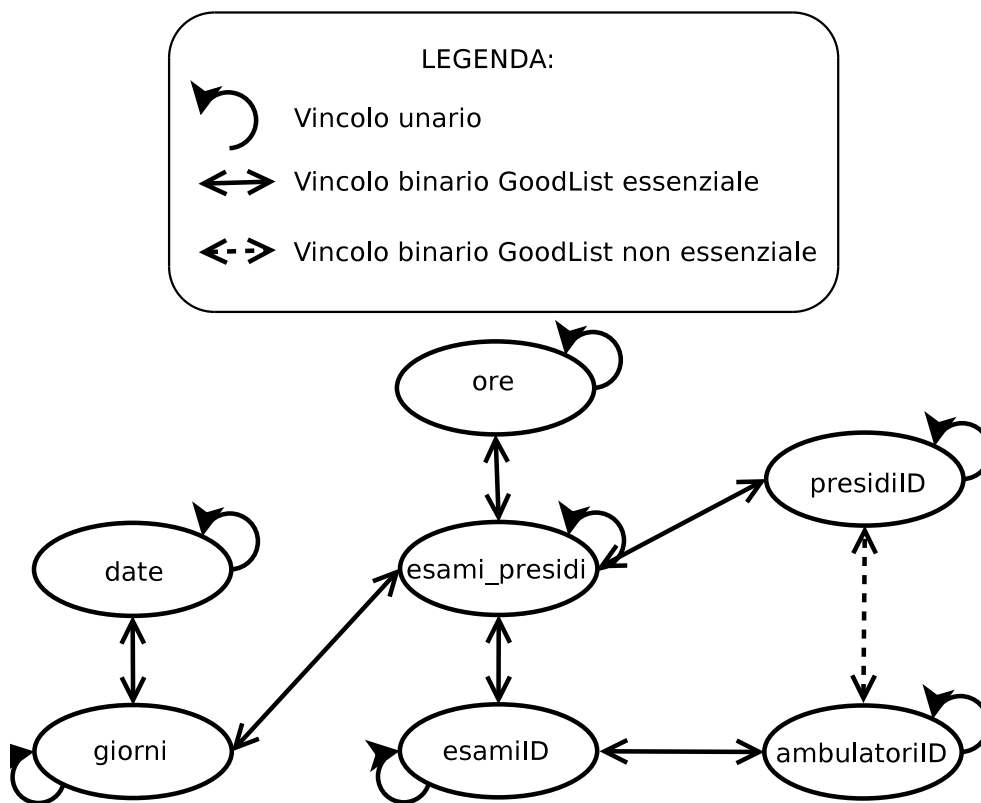 LEGENDA:
Vincolo unario
Vincolo binario GoodList essenziale
Vincolo binario GoodList non essenziale
ore
presidiID
date
esami_presidi
giorni
esamiID
ambulatoriID